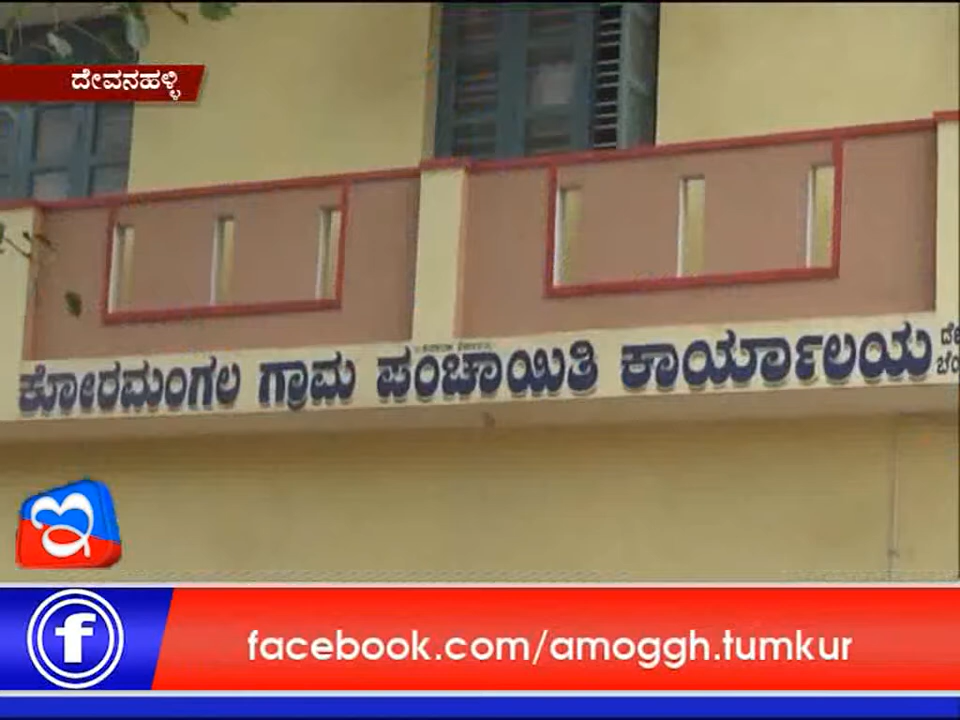 ದೇವನಹಳ್ಳಿ
ಕೋರಮಂಗಲ ಗ್ರಾಮ ಪಂಚಾಯಿತಿ ಕಾರ್ಯಾಲಯ
facebook.com/amoggh.tumkur